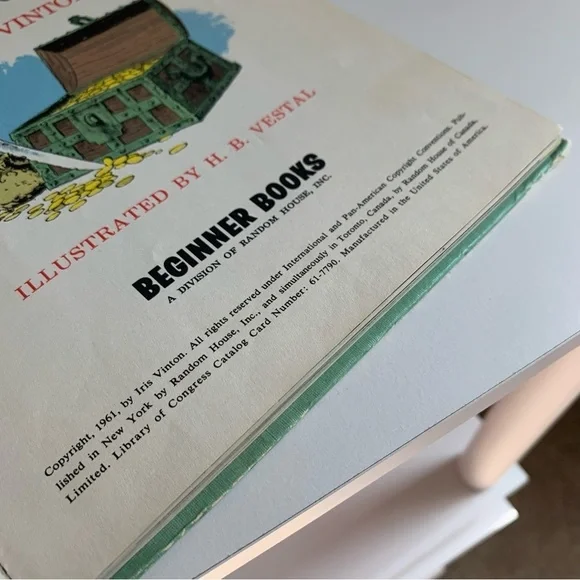 VINTON
ILLUSTRATED BY H. B. VESTAL
BEGINNER BOOKS
A DIVISION OF RANDOM HOUSE, INC.
Copyright, 1961, by Iris Vinton. All rights reserved under International and Pan-American Copyright Conventions. Pub-
lished in New York by Random House, Inc., and simultaneously in Toronto, Canada, by Random House of Canada,
Limited. Library of Congress Catalog Card Number: 61-7790. Manufactured in the United States of America.